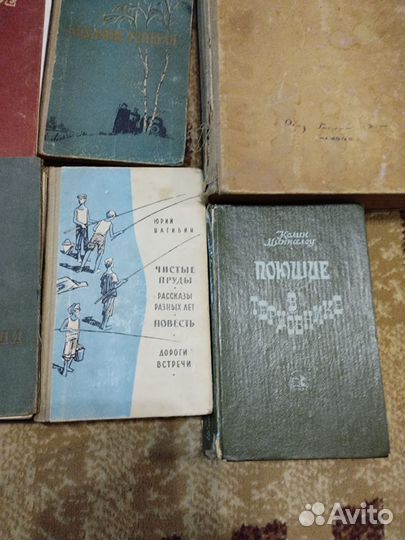 ЮРИЙ
НАГИБИН
ЧИСТЫЕ
ПРУДЫ
РАССКАЗЫ
РАЗНЫХ ЛЕТ
ПОВЕСТЬ
ДОРОГИ
ВСТРЕЧИ
Колин
Маккалоу
ПОЮЩИЕ
В
ТЕРНОВНИКЕ
Avito